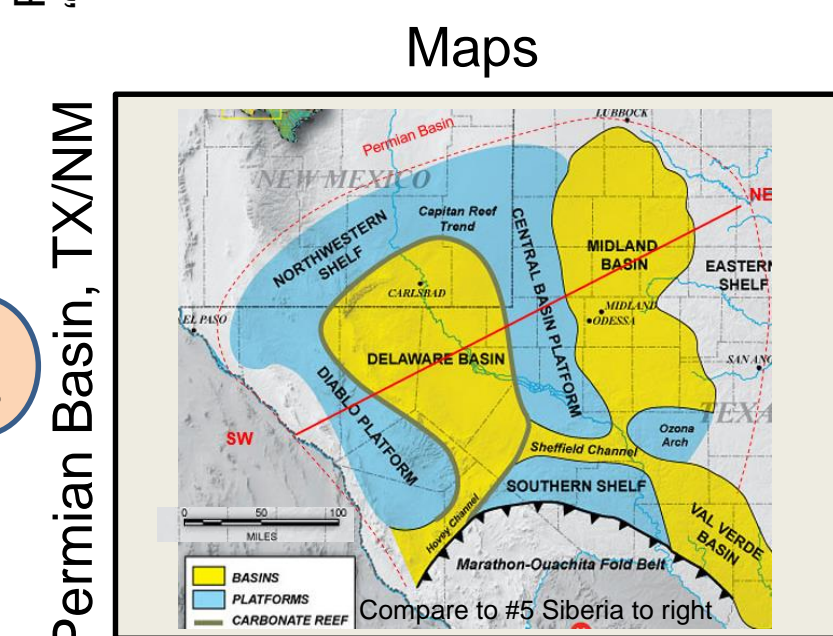 Maps
Permian Basin, TX/NM
LUBBOCK
Permian Basin
NEW MEXICO
NE
Capitan Reef
Trend
NORTHWESTERN
SHELF
CENTRAL BASIN PLATFORM
MIDLAND
BASIN
EASTERN
SHELF
CARLSBAD
MIDLAND
ODESSA
EL PASO
DELAWARE BASIN
SAN ANG
DIABLO PLATFORM
TEXA
Ozona
Arch
SW
Sheffield Channel
SOUTHERN SHELF
Hovey Channel
VAL VERDE
BASIN
0 50 100
MILES
Marathon-Ouachita Fold Belt
BASINS
PLATFORMS
CARBONATE REEF
Compare to #5 Siberia to right